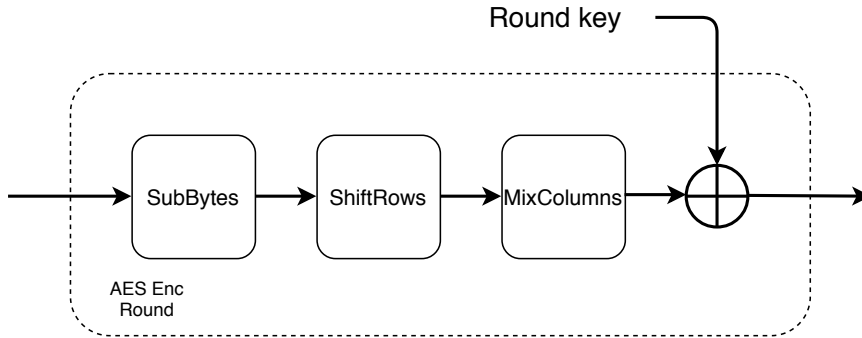 Round key
SubBytes
ShiftRows
MixColumns
AES Enc
Round